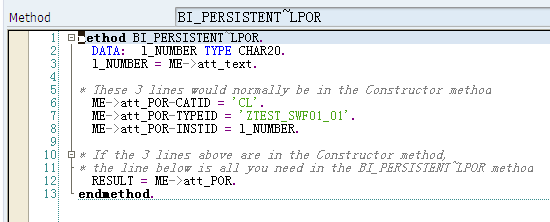 Method BI_PERSISTENT~LPOR
1 method BI_PERSISTENT~LPOR.
2 DATA: l_NUMBER TYPE CHAR20.
3 l_NUMBER = ME->att_text.
4
5 * These 3 lines would normally be in the Constructor method
6 ME->att_POR-CATID = 'CL'.
7 ME->att_POR-TYPEID = 'ZTEST_SWF01_01'.
8 ME->att_POR-INSTID = l_NUMBER.
9
10 * If the 3 lines above are in the Constructor method,
11 * the line below is all you need in the BI_PERSISTENT~LPOR method
12 RESULT = ME->att_POR.
13 endmethod.